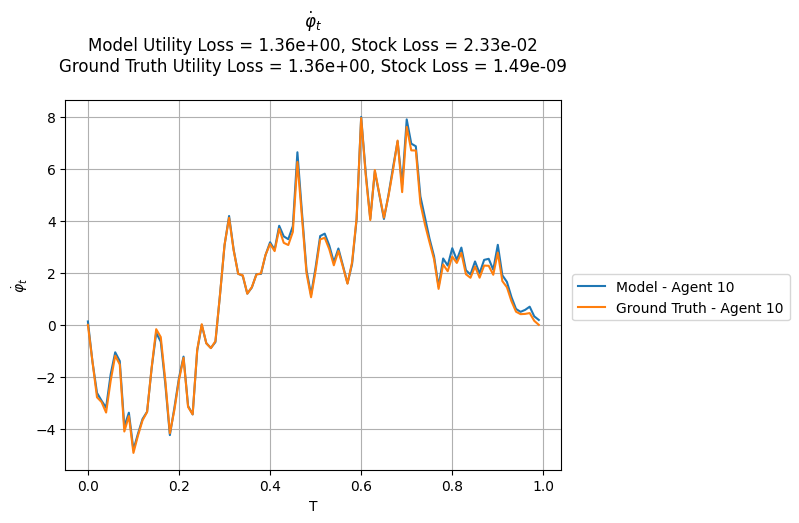 φ̇ₜ
Model Utility Loss = 1.36e+00, Stock Loss = 2.33e-02
Ground Truth Utility Loss = 1.36e+00, Stock Loss = 1.49e-09
8
6
4
2
0
−2
−4
φ̇ₜ
0.0 0.2 0.4 0.6 0.8 1.0
T
Model - Agent 10
Ground Truth - Agent 10